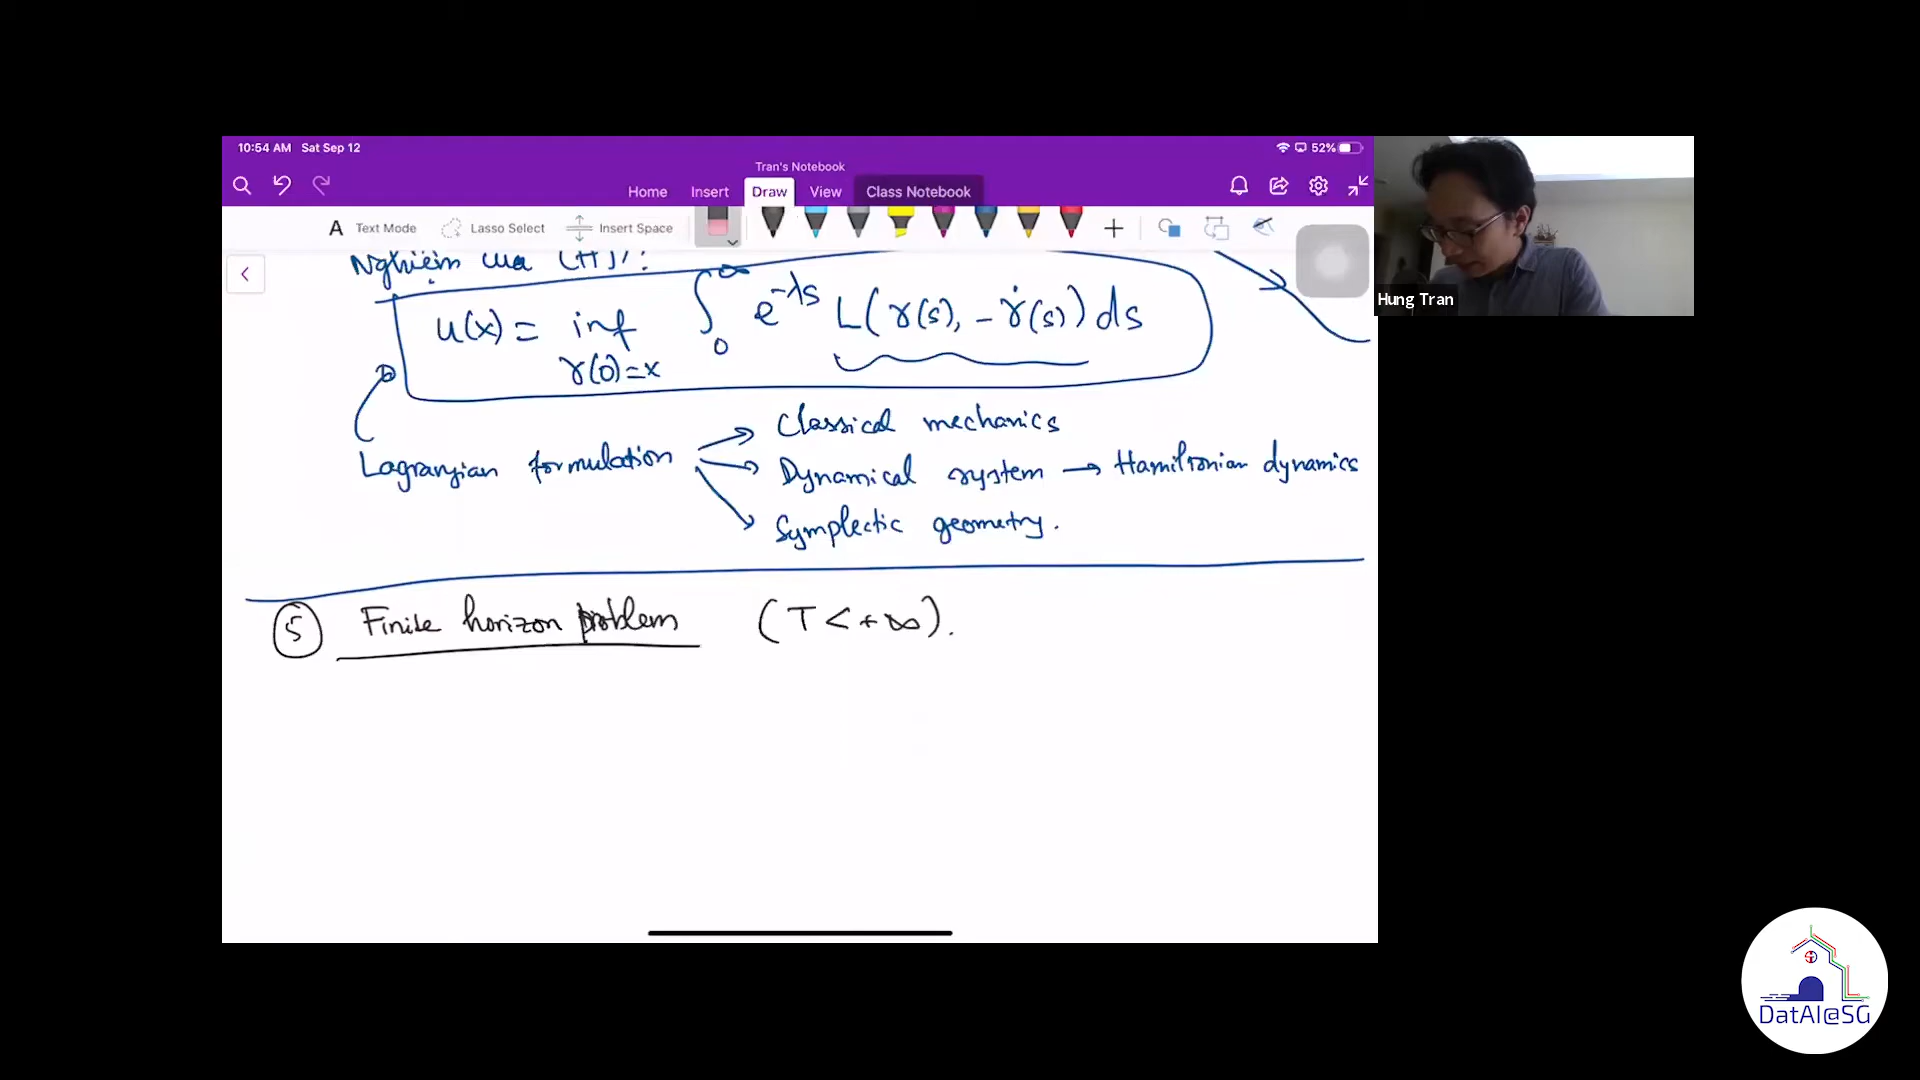 10:54 AM Sat Sep 12
52%
Tran's Notebook
Home Insert Draw View Class Notebook
A Text Mode Lasso Select Insert Space
Nghiệm của (HJ):
u(x) = inf ∫₀^∞ e^{-λs} L(γ(s), -γ̇(s)) ds
γ(0)=x
Classical mechanics
Lagrangian formulation
Dynamical system → Hamiltonian dynamics
Symplectic geometry.
⑤ Finite horizon problem (T < +∞).
Hung Tran
DatAI@SG